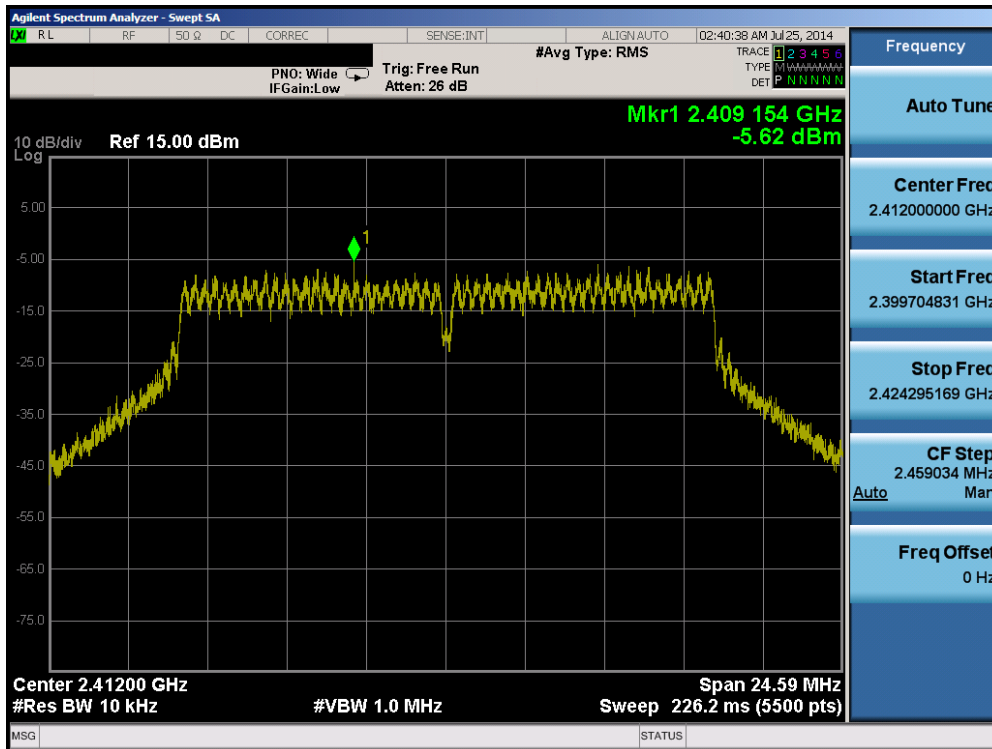 Agilent Spectrum Analyzer - Swept SA
LXI RL RF 50 Ω DC CORREC SENSE:INT ALIGN AUTO 02:40:38 AM Jul 25, 2014
#Avg Type: RMS TRACE 1 2 3 4 5 6
PNO: Wide Trig: Free Run TYPE M WWWWW
IFGain:Low Atten: 26 dB DET P N N N N N
Mkr1 2.409 154 GHz
-5.62 dBm
10 dB/div Ref 15.00 dBm
Log
5.00
1
-5.00
-15.0
-25.0
-35.0
-45.0
-55.0
-65.0
-75.0
Center 2.41200 GHz Span 24.59 MHz
#Res BW 10 kHz #VBW 1.0 MHz Sweep 226.2 ms (5500 pts)
MSG STATUS
Frequency
Auto Tune
Center Freq
2.412000000 GHz
Start Freq
2.399704831 GHz
Stop Freq
2.424295169 GHz
CF Step
2.459034 MHz
Auto Man
Freq Offset
0 Hz